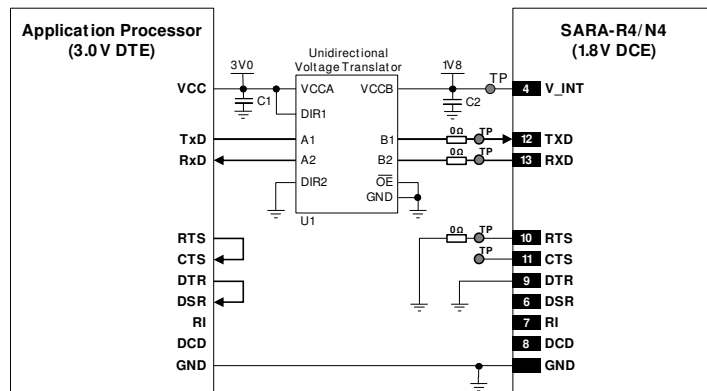 Application Processor
(3.0V DTE)
SARA-R4/N4
(1.8V DCE)
Unidirectional
Voltage Translator
3V0
1V8
TP
VCC
VCCA
VCCB
4
V_INT
C1
C2
DIR1
TxD
A1
B1
0Ω
TP
12
TXD
RxD
A2
B2
0Ω
TP
13
RXD
DIR2
OE
GND
U1
RTS
0Ω
TP
10
RTS
CTS
TP
11
CTS
DTR
9
DTR
DSR
6
DSR
RI
7
RI
DCD
8
DCD
GND
GND